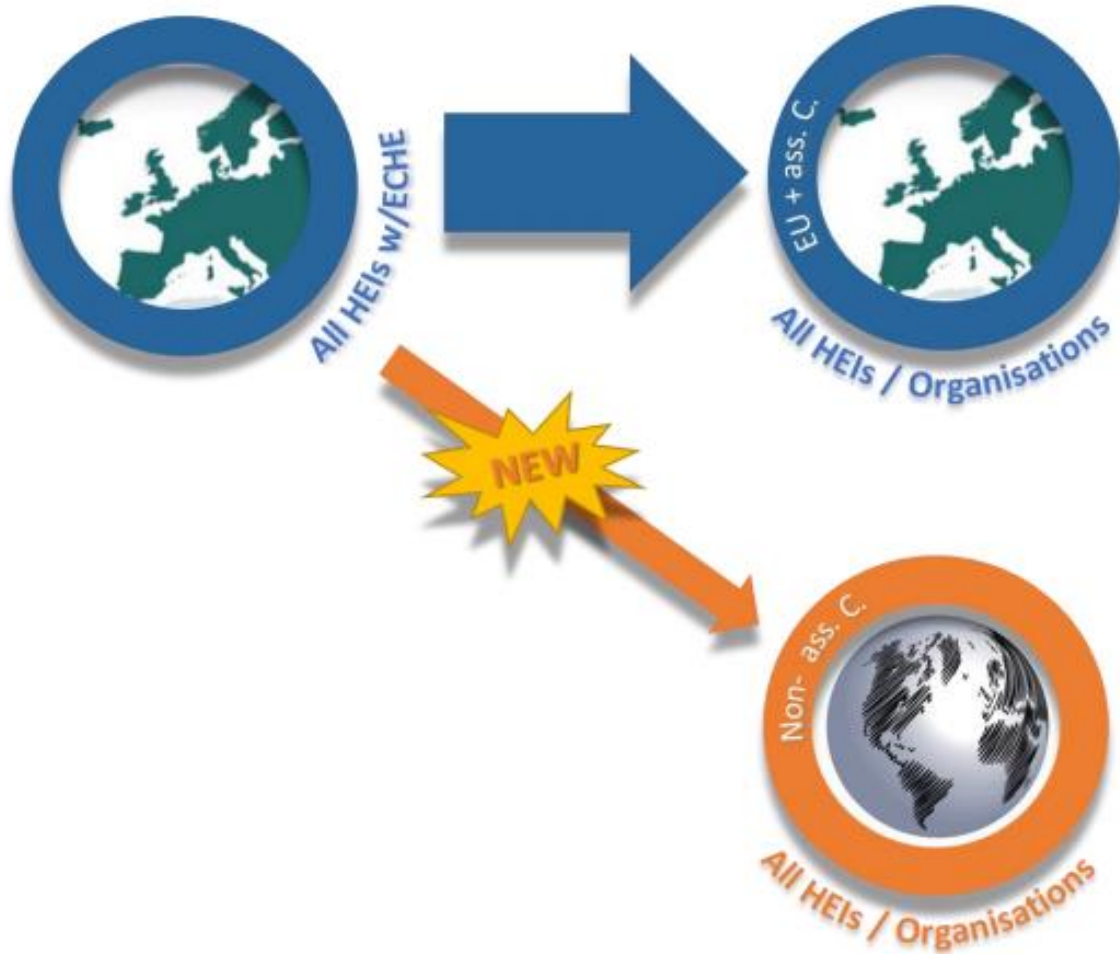 All HEIs w/ECHE
EU + ass. C.
All HEIs / Organisations
NEW
Non- ass. C.
All HEIs / Organisations